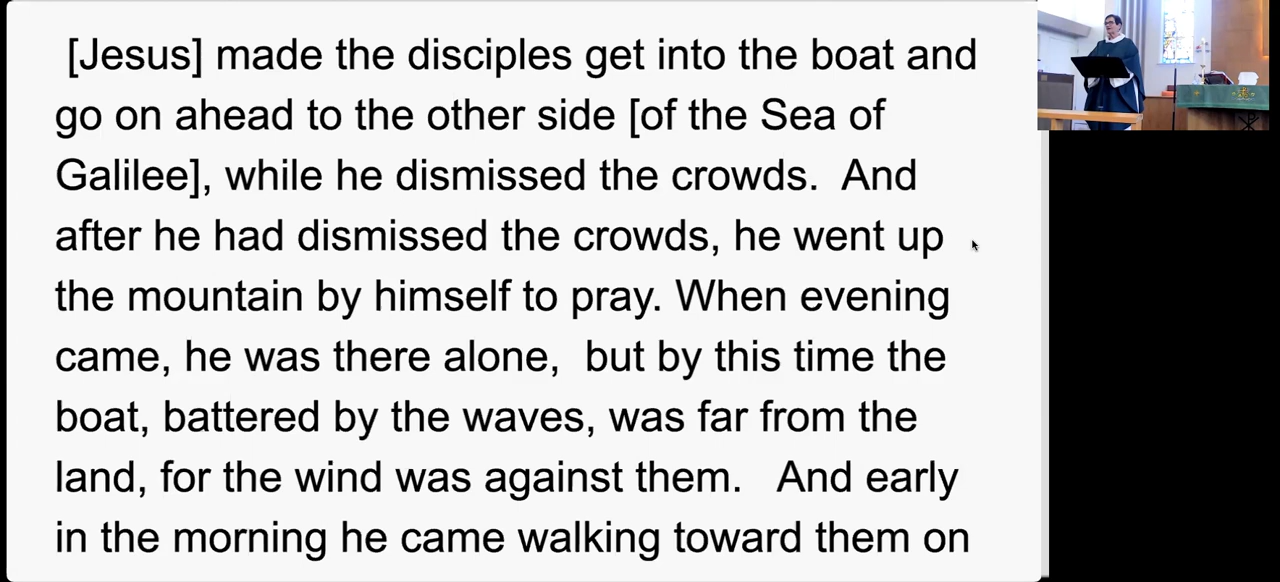 [Jesus] made the disciples get into the boat and
go on ahead to the other side [of the Sea of
Galilee], while he dismissed the crowds.  And
after he had dismissed the crowds, he went up
the mountain by himself to pray. When evening
came, he was there alone,  but by this time the
boat, battered by the waves, was far from the
land, for the wind was against them.   And early
in the morning he came walking toward them on